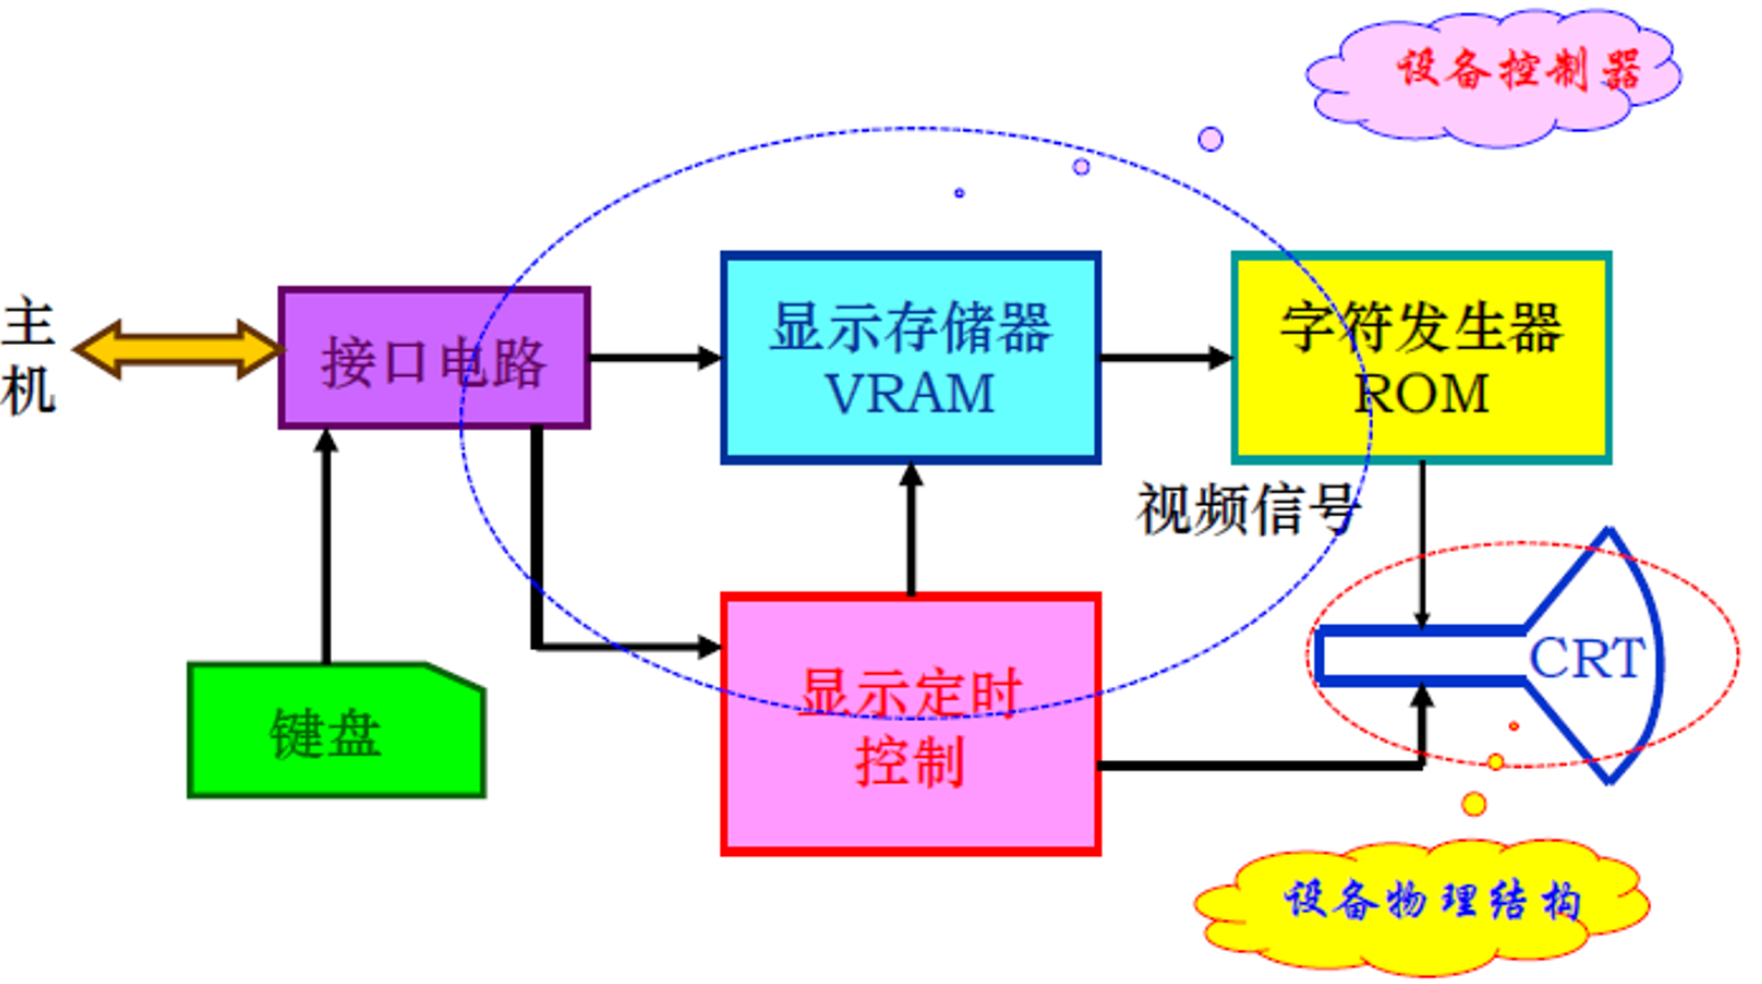 设备控制器
主
机
接口电路
显示存储器
VRAM
字符发生器
ROM
视频信号
键盘
显示定时
控制
CRT
设备物理结构